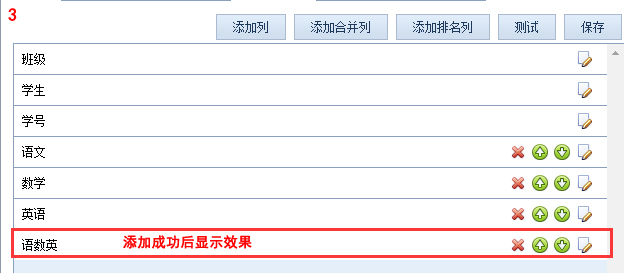 3
添加列 添加合并列 添加排名列 测试 保存
班级
学生
学号
语文
数学
英语
语数英 添加成功后显示效果